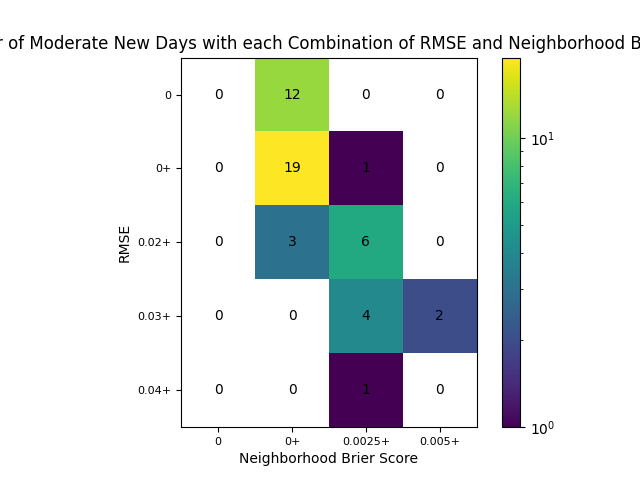 r of Moderate New Days with each Combination of RMSE and Neighborhood B
0 0 12 0 0
0+ 0 19 1 0 10¹
0.02+ 0 3 6 0
RMSE
0.03+ 0 0 4 2
0.04+ 0 0 1 0
10⁰
0 0+ 0.0025+ 0.005+
Neighborhood Brier Score